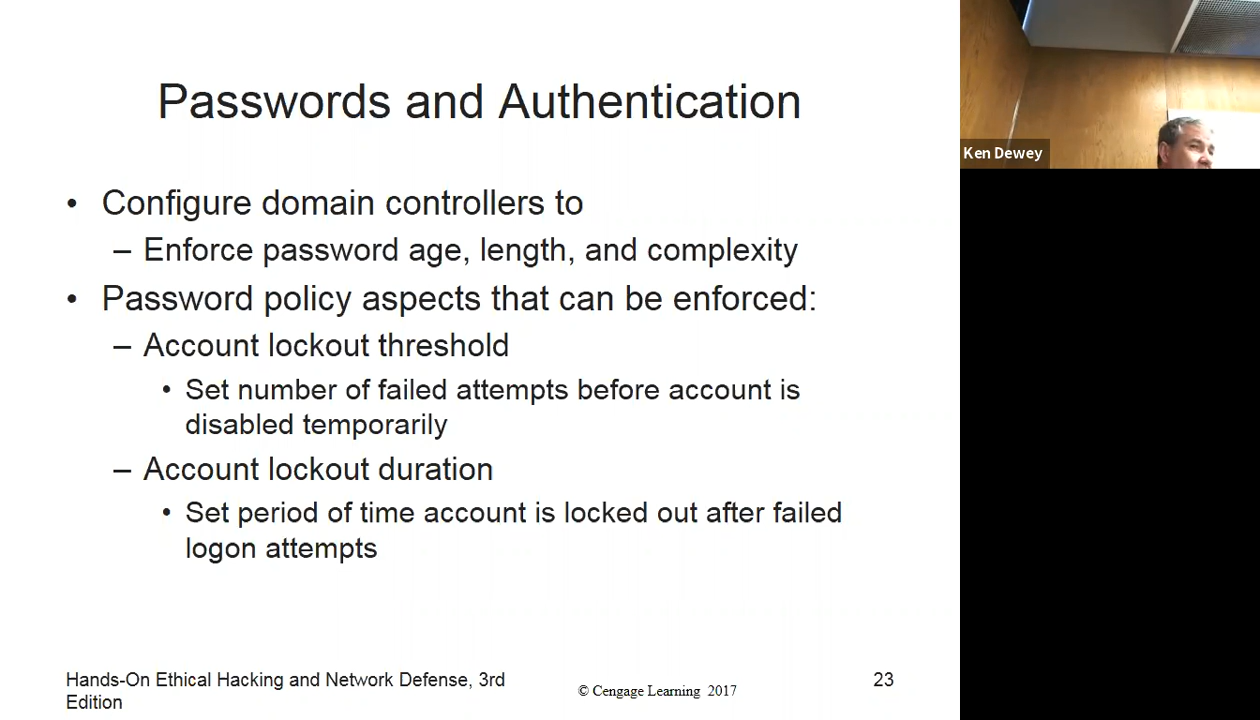 Passwords and Authentication
• Configure domain controllers to
– Enforce password age, length, and complexity
• Password policy aspects that can be enforced:
– Account lockout threshold
• Set number of failed attempts before account is
disabled temporarily
– Account lockout duration
• Set period of time account is locked out after failed
logon attempts
Hands-On Ethical Hacking and Network Defense, 3rd
Edition
© Cengage Learning 2017
23
Ken Dewey